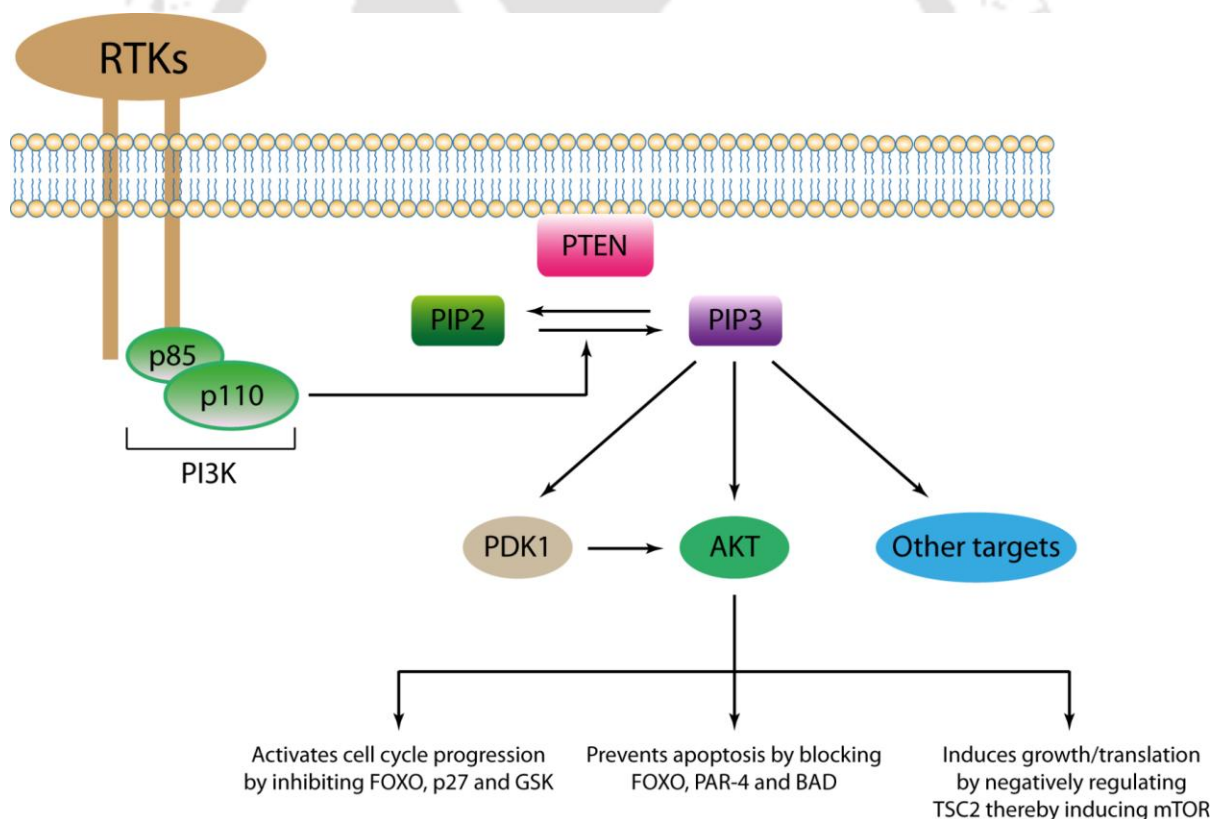 RTKs
PTEN
PIP2
PIP3
p85
p110
PI3K
PDK1
AKT
Other targets
Activates cell cycle progression
by inhibiting FOXO, p27 and GSK
Prevents apoptosis by blocking
FOXO, PAR-4 and BAD
Induces growth/translation
by negatively regulating
TSC2 thereby inducing mTOR